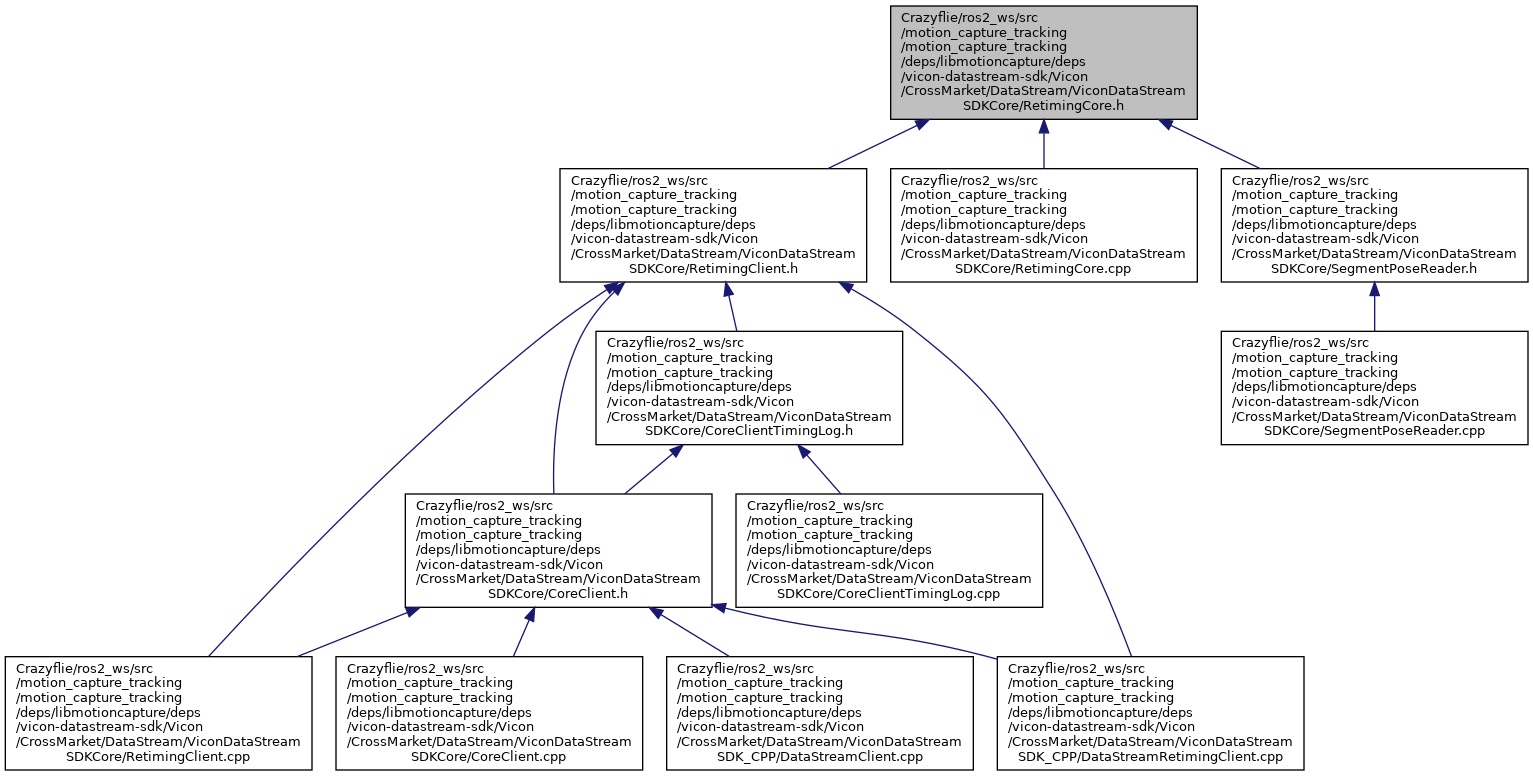 Crazyflie/ros2_ws/src
/motion_capture_tracking
/motion_capture_tracking
/deps/libmotioncapture/deps
/vicon-datastream-sdk/Vicon
/CrossMarket/DataStream/ViconDataStream
SDKCore/RetimingCore.h
Crazyflie/ros2_ws/src
/motion_capture_tracking
/motion_capture_tracking
/deps/libmotioncapture/deps
/vicon-datastream-sdk/Vicon
/CrossMarket/DataStream/ViconDataStream
SDKCore/RetimingClient.h
Crazyflie/ros2_ws/src
/motion_capture_tracking
/motion_capture_tracking
/deps/libmotioncapture/deps
/vicon-datastream-sdk/Vicon
/CrossMarket/DataStream/ViconDataStream
SDKCore/RetimingCore.cpp
Crazyflie/ros2_ws/src
/motion_capture_tracking
/motion_capture_tracking
/deps/libmotioncapture/deps
/vicon-datastream-sdk/Vicon
/CrossMarket/DataStream/ViconDataStream
SDKCore/SegmentPoseReader.h
Crazyflie/ros2_ws/src
/motion_capture_tracking
/motion_capture_tracking
/deps/libmotioncapture/deps
/vicon-datastream-sdk/Vicon
/CrossMarket/DataStream/ViconDataStream
SDKCore/CoreClientTimingLog.h
Crazyflie/ros2_ws/src
/motion_capture_tracking
/motion_capture_tracking
/deps/libmotioncapture/deps
/vicon-datastream-sdk/Vicon
/CrossMarket/DataStream/ViconDataStream
SDKCore/SegmentPoseReader.cpp
Crazyflie/ros2_ws/src
/motion_capture_tracking
/motion_capture_tracking
/deps/libmotioncapture/deps
/vicon-datastream-sdk/Vicon
/CrossMarket/DataStream/ViconDataStream
SDKCore/CoreClient.h
Crazyflie/ros2_ws/src
/motion_capture_tracking
/motion_capture_tracking
/deps/libmotioncapture/deps
/vicon-datastream-sdk/Vicon
/CrossMarket/DataStream/ViconDataStream
SDKCore/CoreClientTimingLog.cpp
Crazyflie/ros2_ws/src
/motion_capture_tracking
/motion_capture_tracking
/deps/libmotioncapture/deps
/vicon-datastream-sdk/Vicon
/CrossMarket/DataStream/ViconDataStream
SDKCore/RetimingClient.cpp
Crazyflie/ros2_ws/src
/motion_capture_tracking
/motion_capture_tracking
/deps/libmotioncapture/deps
/vicon-datastream-sdk/Vicon
/CrossMarket/DataStream/ViconDataStream
SDKCore/CoreClient.cpp
Crazyflie/ros2_ws/src
/motion_capture_tracking
/motion_capture_tracking
/deps/libmotioncapture/deps
/vicon-datastream-sdk/Vicon
/CrossMarket/DataStream/ViconDataStream
SDK_CPP/DataStreamClient.cpp
Crazyflie/ros2_ws/src
/motion_capture_tracking
/motion_capture_tracking
/deps/libmotioncapture/deps
/vicon-datastream-sdk/Vicon
/CrossMarket/DataStream/ViconDataStream
SDK_CPP/DataStreamRetimingClient.cpp